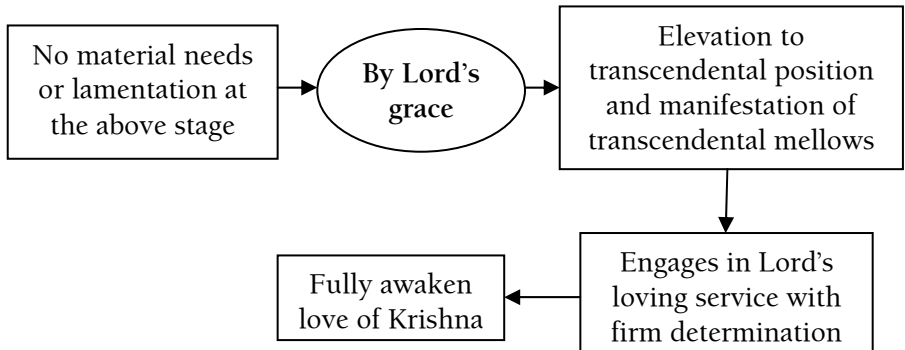 No material needs
or lamentation at
the above stage
By Lord's
grace
Elevation to
transcendental position
and manifestation of
transcendental mellows
Engages in Lord's
loving service with
firm determination
Fully awaken
love of Krishna